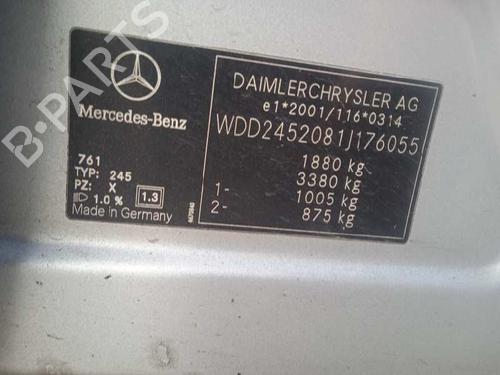 B-PARTS
Mercedes-Benz
DAIMLERCHRYSLER AG
e1*2001/116*0314
WDD2452081J176055
1880 kg
3380 kg
1- 1005 kg
2- 875 kg
761
TYP: 245
PZ: X
1.0 % 1.3
Made in Germany